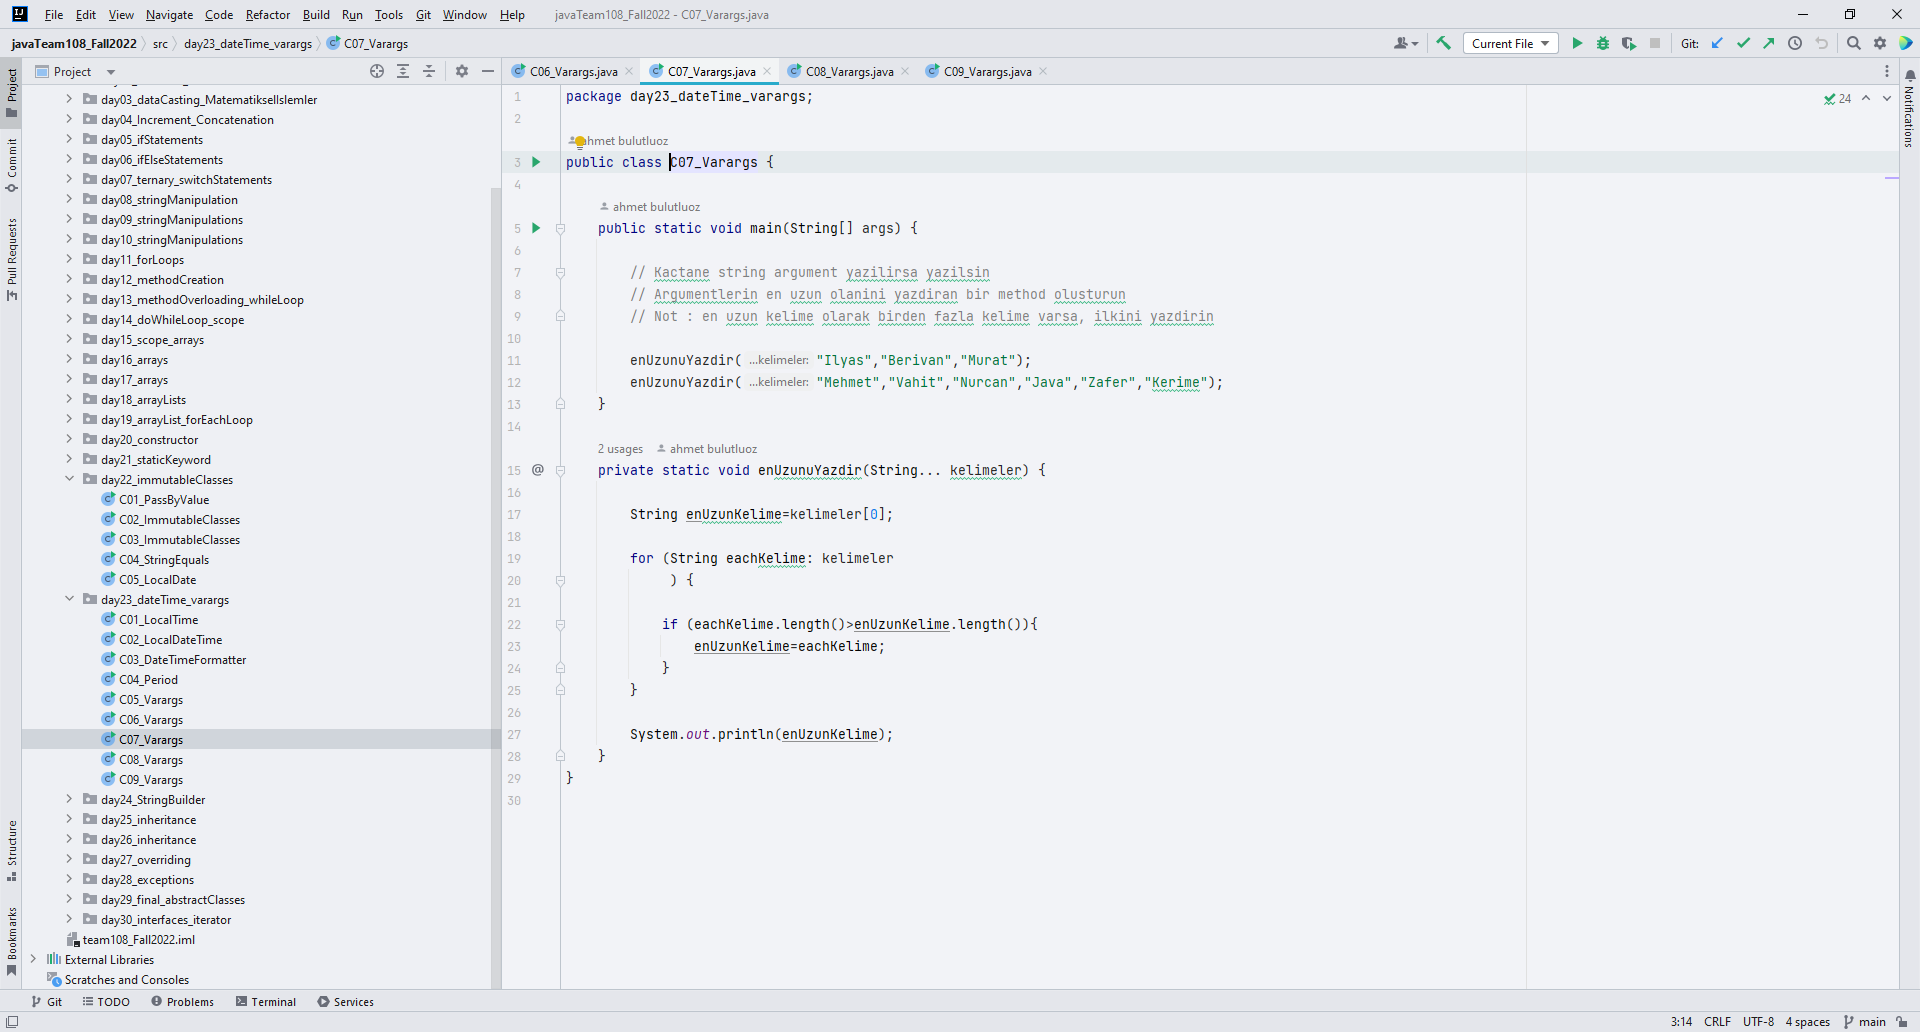 File Edit View Navigate Code Refactor Build Run Tools Git Window Help javaTeam108_Fall2022 - C07_Varargs.java
javaTeam108_Fall2022 src day23_dateTime_varargs C07_Varargs Current File Git:
Project
C06_Varargs.java C07_Varargs.java C08_Varargs.java C09_Varargs.java
Project
Commit
Pull Requests
Structure
Bookmarks
day03_dataCasting_MatematikselIslemler
day04_Increment_Concatenation
day05_ifStatements
day06_ifElseStatements
day07_ternary_switchStatements
day08_stringManipulation
day09_stringManipulations
day10_stringManipulations
day11_forLoops
day12_methodCreation
day13_methodOverloading_whileLoop
day14_doWhileLoop_scope
day15_scope_arrays
day16_arrays
day17_arrays
day18_arrayLists
day19_arrayList_forEachLoop
day20_constructor
day21_staticKeyword
day22_immutableClasses
C01_PassByValue
C02_ImmutableClasses
C03_ImmutableClasses
C04_StringEquals
C05_LocalDate
day23_dateTime_varargs
C01_LocalTime
C02_LocalDateTime
C03_DateTimeFormatter
C04_Period
C05_Varargs
C06_Varargs
C07_Varargs
C08_Varargs
C09_Varargs
day24_StringBuilder
day25_inheritance
day26_inheritance
day27_overriding
day28_exceptions
day29_final_abstractClasses
day30_interfaces_iterator
team108_Fall2022.iml
External Libraries
Scratches and Consoles
1 package day23_dateTime_varargs;
2
ahmet bulutluoz
3 public class C07_Varargs {
4
ahmet bulutluoz
5 public static void main(String[] args) {
6
7 // Kactane string argument yazilirsa yazilsin
8 // Argumentlerin en uzun olanini yazdiran bir method olusturun
9 // Not : en uzun kelime olarak birden fazla kelime varsa, ilkini yazdirin
10
11 enUzunuYazdir( ...kelimeler: "Ilyas","Berivan","Murat");
12 enUzunuYazdir( ...kelimeler: "Mehmet","Vahit","Nurcan","Java","Zafer","Kerime");
13 }
14
2 usages ahmet bulutluoz
15 @ private static void enUzunuYazdir(String... kelimeler) {
16
17 String enUzunKelime=kelimeler[0];
18
19 for (String eachKelime: kelimeler
20 ) {
21
22 if (eachKelime.length()>enUzunKelime.length()){
23 enUzunKelime=eachKelime;
24 }
25 }
26
27 System.out.println(enUzunKelime);
28 }
29 }
30
24
Notifications
Git TODO Problems Terminal Services
3:14 CRLF UTF-8 4 spaces main